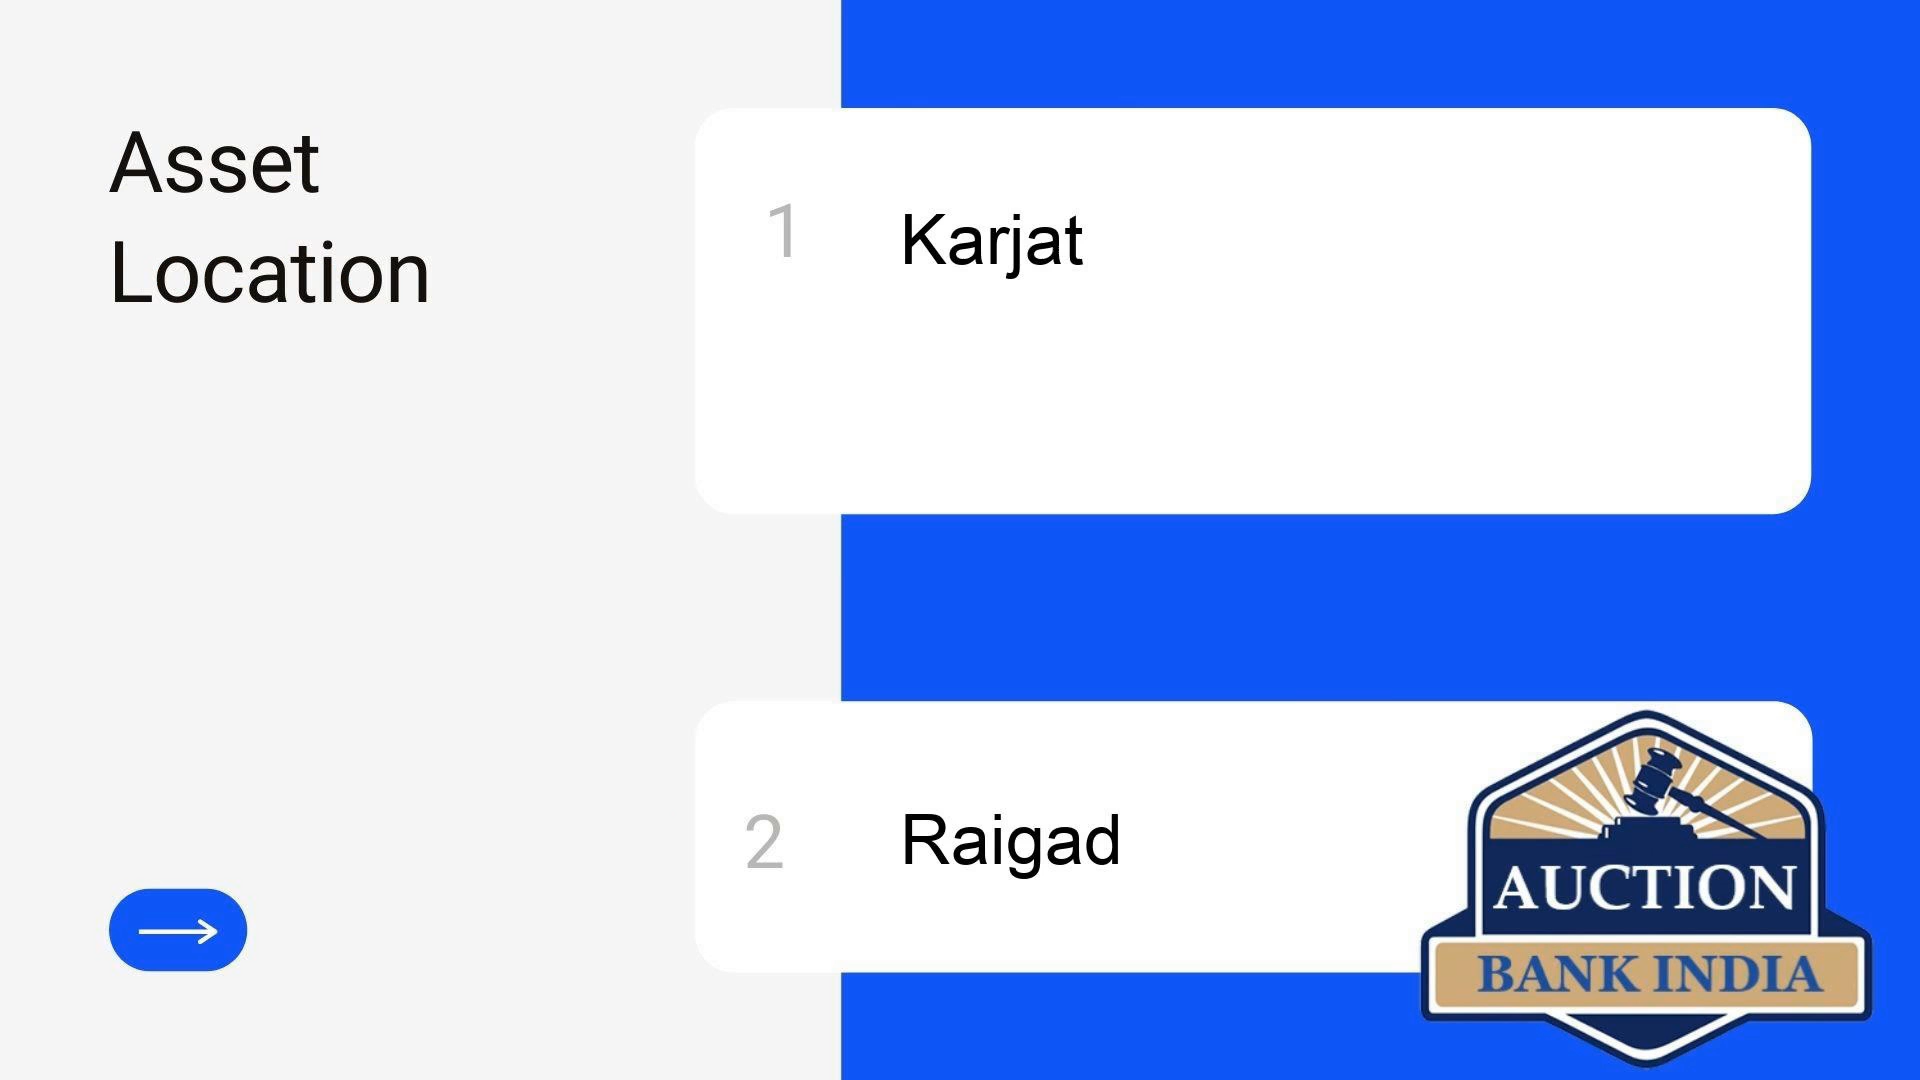 Asset
Location
1
Karjat
2
Raigad
AUCTION
BANK INDIA